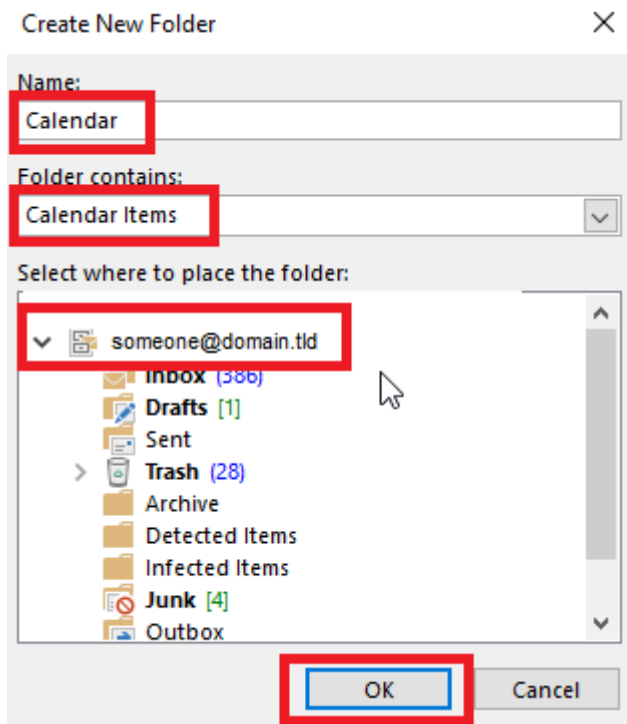 Create New Folder
Name:
Calendar
Folder contains:
Calendar Items
Select where to place the folder:
someone@domain.tld
Inbox (386)
Drafts [1]
Sent
Trash (28)
Archive
Detected Items
Infected Items
Junk [4]
Outbox
OK Cancel